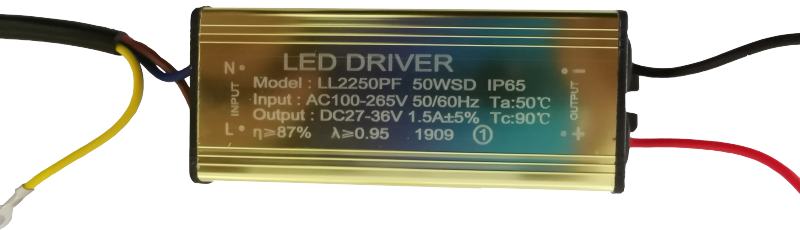 LED DRIVER
N
Model : LL2250PF 50WSD IP65
INPUT
Input : AC100-265V 50/60Hz Ta:50℃
Output : DC27-36V 1.5A±5% Tc:90℃
OUTPUT
L
η⩾87% λ⩾0.95 1909 ①
−
+